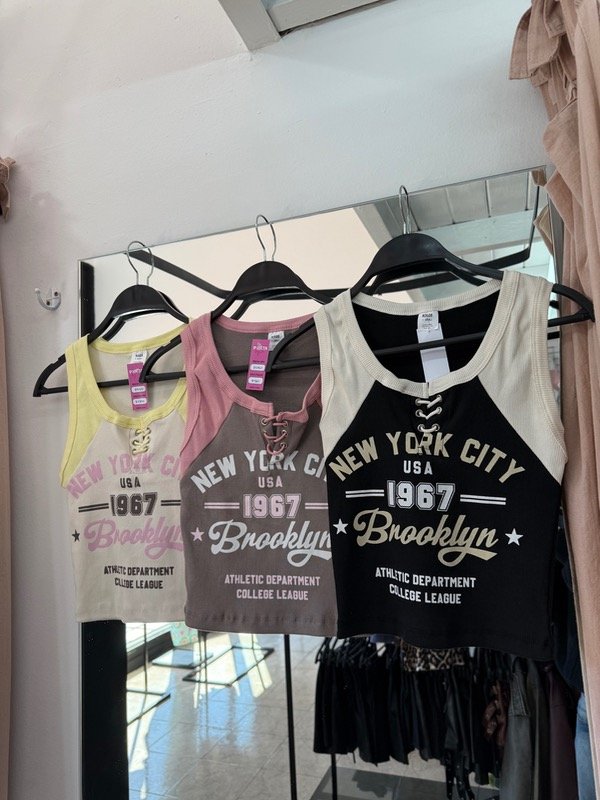 NEW YORK CI
USA
1967
Brooklyn
ATHLETIC DEPARTMENT
COLLEGE LEAGUE
NEW YORK CI
USA
1967
Brooklyn
ATHLETIC DEPARTMENT
COLLEGE LEAGUE
NEW YORK CITY
USA
1967
Brooklyn
ATHLETIC DEPARTMENT
COLLEGE LEAGUE